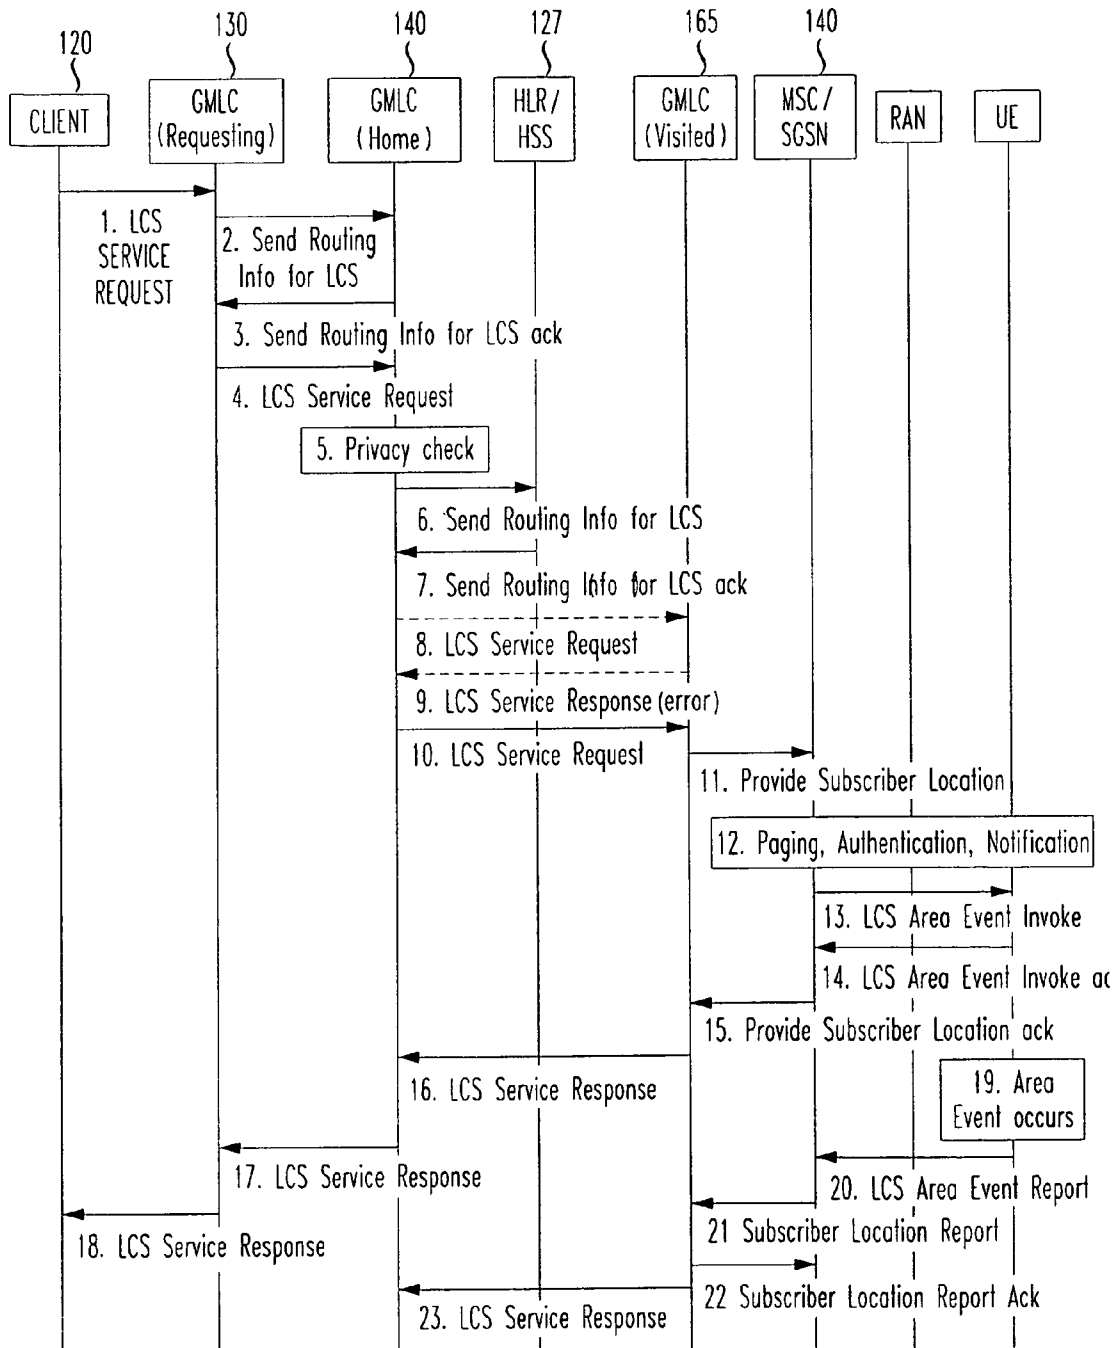 120
130
140
127
165
140
CLIENT
GMLC
(Requesting)
GMLC
(Home)
HLR/
HSS
GMLC
(Visited)
MSC/
SGSN
RAN
UE
1. LCS
SERVICE
REQUEST
2. Send Routing
Info for LCS
3. Send Routing Info for LCS ack
4. LCS Service Request
5. Privacy check
6. Send Routing Info for LCS
7. Send Routing Info for LCS ack
8. LCS Service Request
9. LCS Service Response (error)
10. LCS Service Request
11. Provide Subscriber Location
12. Paging, Authentication, Notification
13. LCS Area Event Invoke
14. LCS Area Event Invoke ac
15. Provide Subscriber Location ack
16. LCS Service Response
19. Area
Event occurs
17. LCS Service Response
20. LCS Area Event Report
21 Subscriber Location Report
18. LCS Service Response
22 Subscriber Location Report Ack
23. LCS Service Response